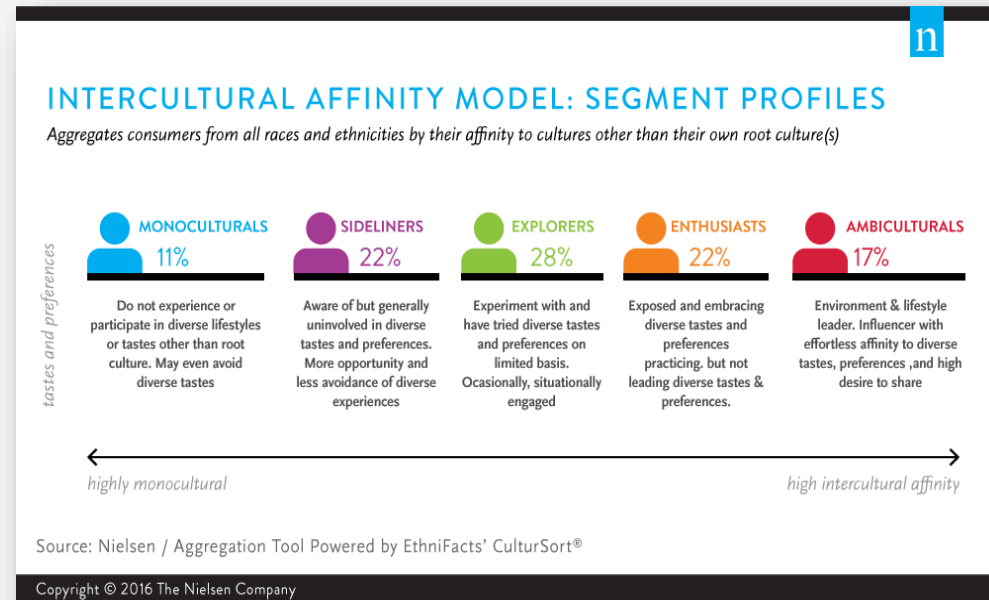 n
INTERCULTURAL AFFINITY MODEL: SEGMENT PROFILES
Aggregates consumers from all races and ethnicities by their affinity to cultures other than their own root culture(s)
tastes and preferences
MONOCULTURALS
11%
Do not experience or
participate in diverse lifestyles
or tastes other than root
culture. May even avoid
diverse tastes
SIDELINERS
22%
Aware of but generally
uninvolved in diverse
tastes and preferences.
More opportunity and
less avoidance of diverse
experiences
EXPLORERS
28%
Experiment with and
have tried diverse tastes
and preferences on
limited basis.
Ocasionally, situationally
engaged
ENTHUSIASTS
22%
Exposed and embracing
diverse tastes and
preferences
practicing. but not
leading diverse tastes &
preferences.
AMBICULTURALS
17%
Environment & lifestyle
leader. Influencer with
effortless affinity to diverse
tastes, preferences ,and high
desire to share
highly monocultural
high intercultural affinity
Source: Nielsen / Aggregation Tool Powered by EthniFacts' CulturSort®
Copyright © 2016 The Nielsen Company